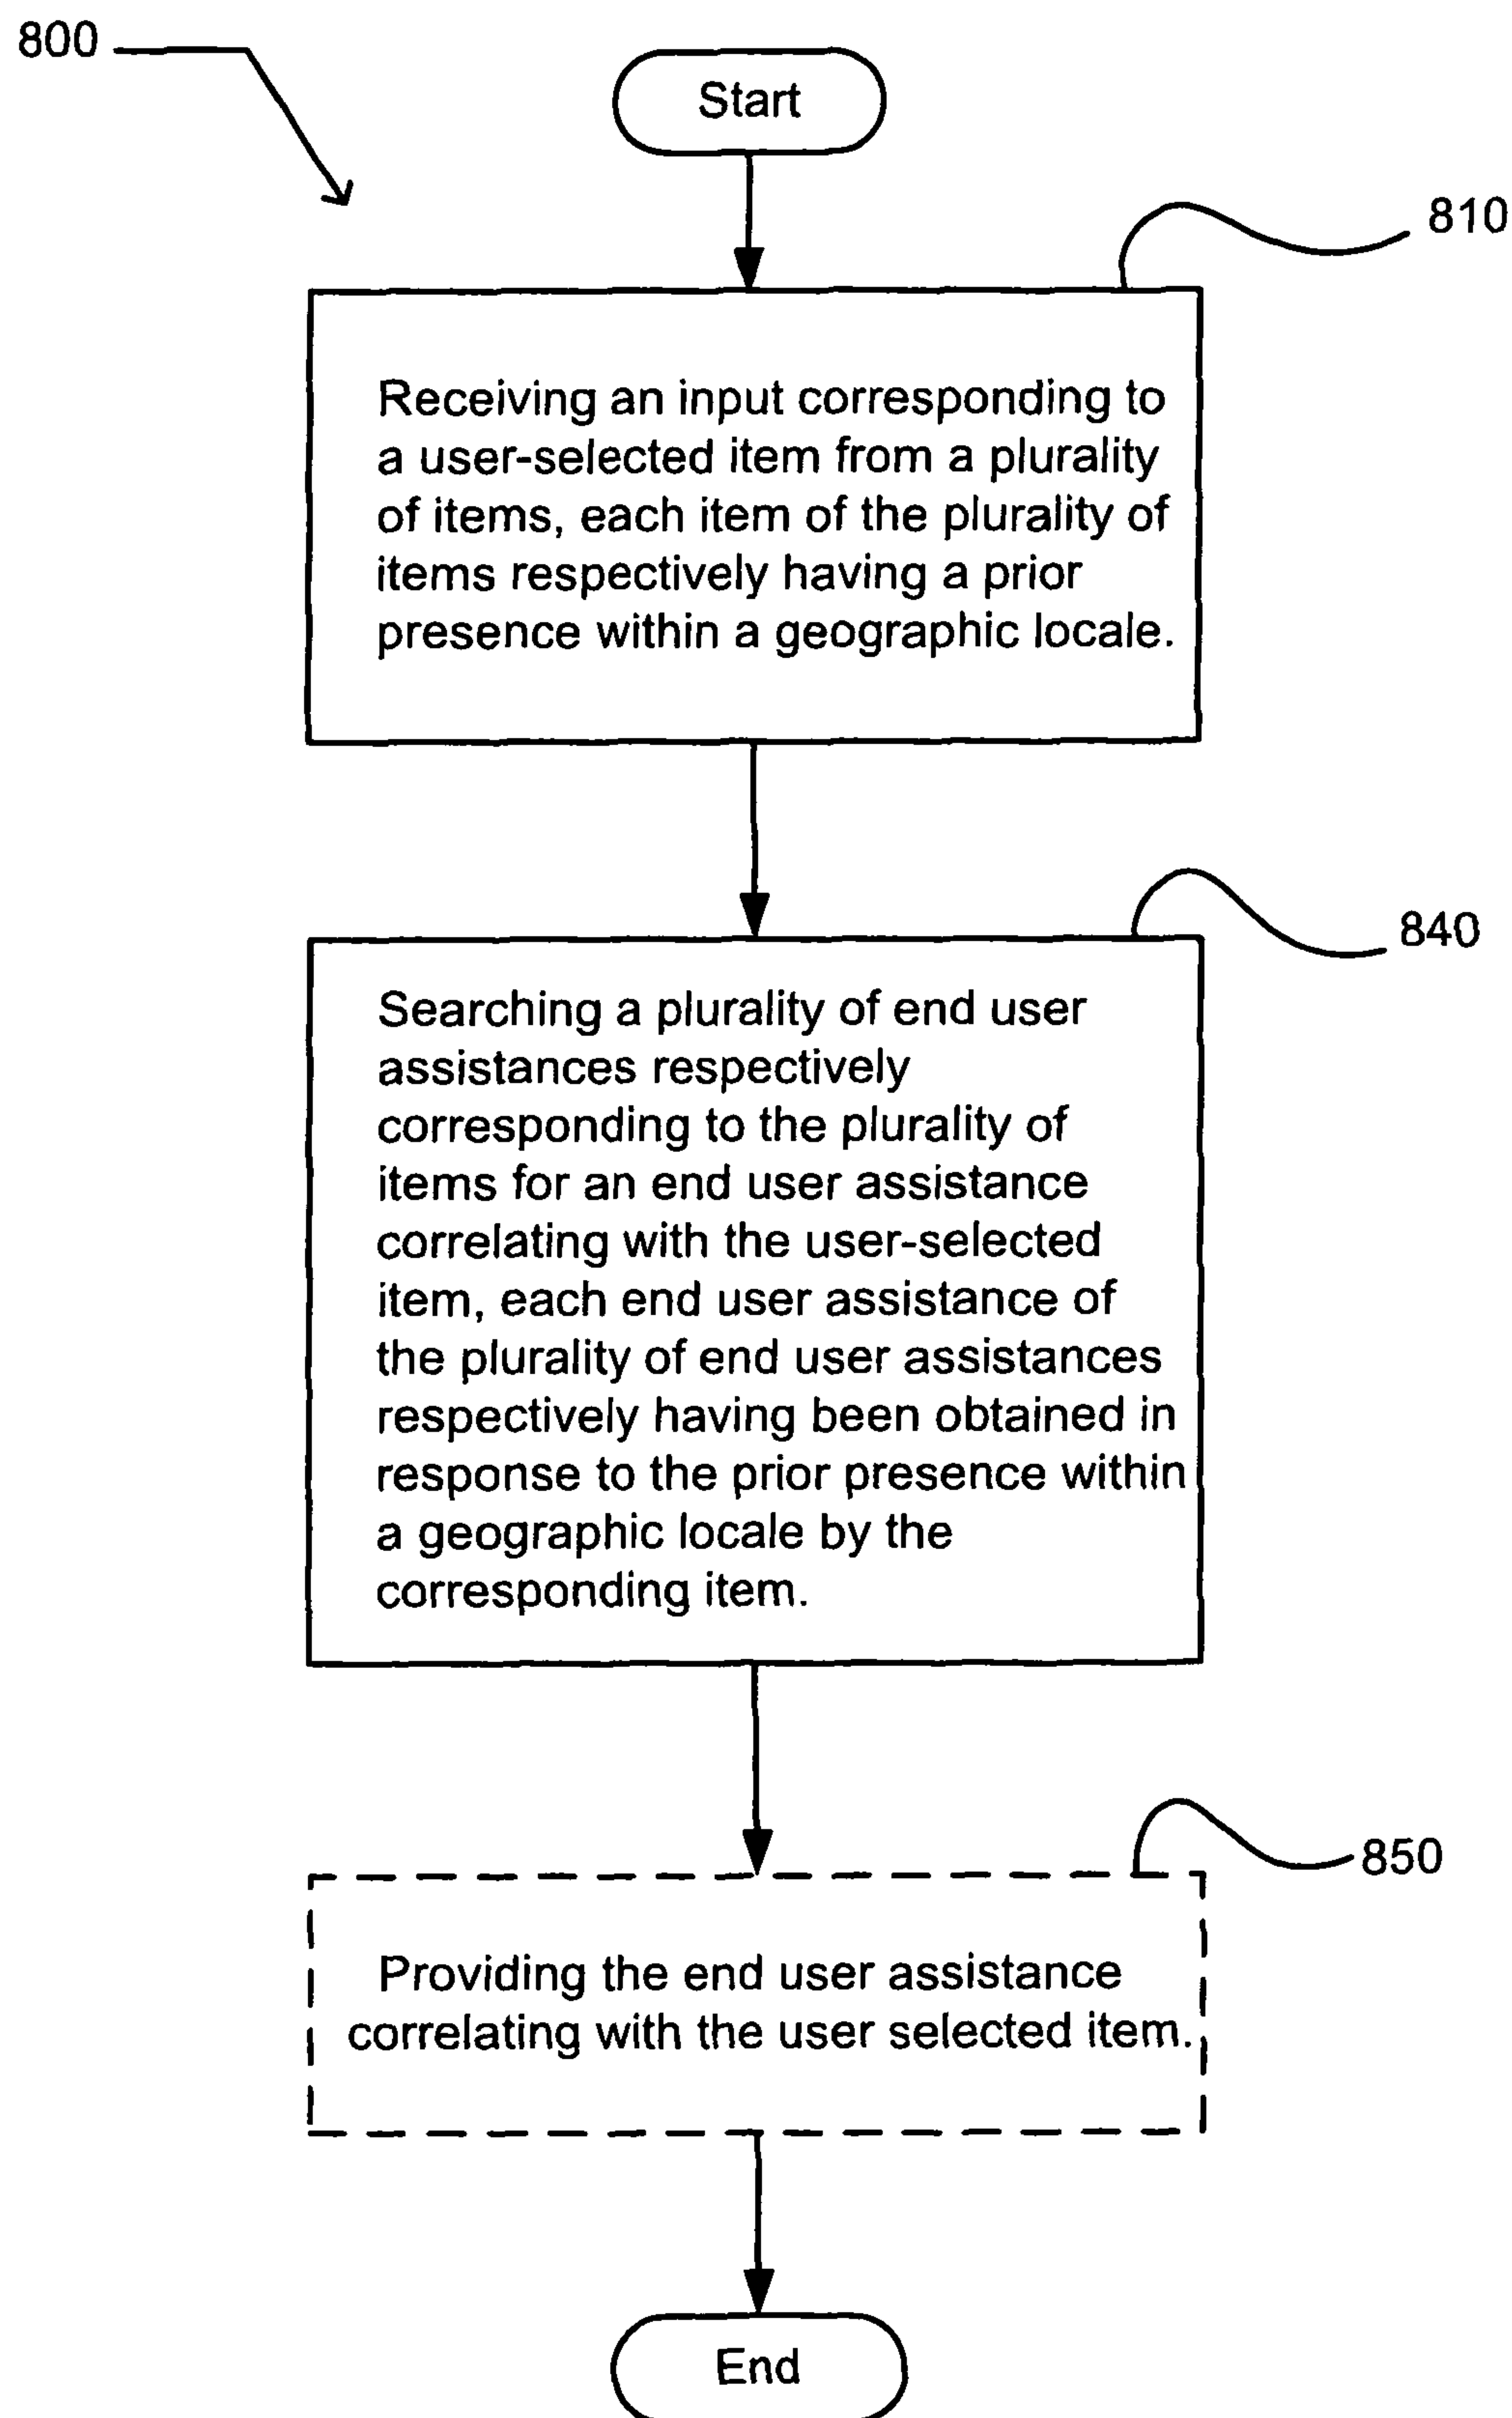 800
Start
810
Receiving an input corresponding to
a user-selected item from a plurality
of items, each item of the plurality of
items respectively having a prior
presence within a geographic locale.
840
Searching a plurality of end user
assistances respectively
corresponding to the plurality of
items for an end user assistance
correlating with the user-selected
item, each end user assistance of
the plurality of end user assistances
respectively having been obtained in
response to the prior presence within
a geographic locale by the
corresponding item.
850
Providing the end user assistance
correlating with the user selected item.
End